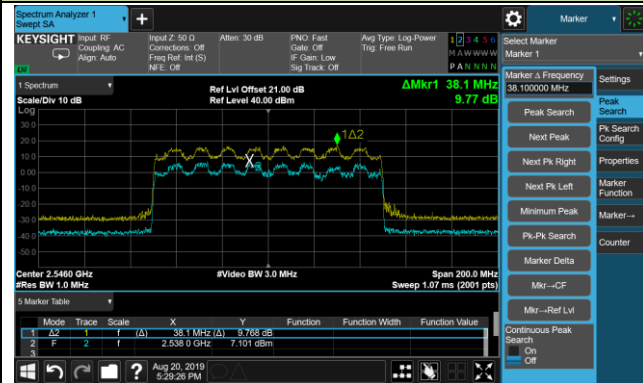 Spectrum Analyzer 1
Swept SA
+
Marker
KEYSIGHT
Input: RF
Coupling: AC
Align: Auto
Input Z: 50 Ω
Corrections: Off
Freq Ref: Int (S)
NFE: Off
Atten: 30 dB
PNO: Fast
Gate: Off
IF Gain: Low
Sig Track: Off
Avg Type: Log-Power
Trig: Free Run
1 2 3 4 5 6
M A W W W W
P A N N N N
Select Marker
Marker 1
1 Spectrum
Scale/Div 10 dB
Ref Lvl Offset 21.00 dB
Ref Level 40.00 dBm
ΔMkr1 38.1 MHz
9.77 dB
Log
30.0
20.0
10.0
0.00
-10.0
-20.0
-30.0
-40.0
-50.0
1Δ2
X
Center 2.5460 GHz
#Res BW 1.0 MHz
#Video BW 3.0 MHz
Span 200.0 MHz
Sweep 1.07 ms (2001 pts)
5 Marker Table
Mode Trace Scale X Y Function Function Width Function Value
1 Δ2 1 f (Δ) 38.1 MHz (Δ) 9.768 dB
2 F 2 f 2.538 0 GHz 7.101 dBm
3
Aug 20, 2019
5:29:26 PM
?
Marker Δ Frequency
38.100000 MHz
Peak Search
Next Peak
Next Pk Right
Next Pk Left
Minimum Peak
Pk-Pk Search
Marker Delta
Mkr→CF
Mkr→Ref Lvl
Continuous Peak
Search
On
Off
Settings
Peak
Search
Pk Search
Config
Properties
Marker
Function
Marker→
Counter